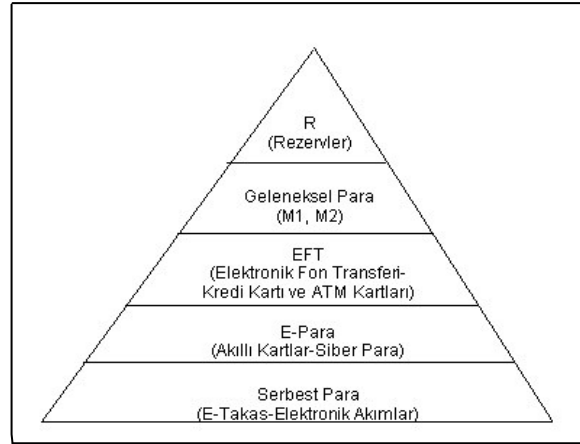 R
(Rezervler)
Geleneksel Para
(M1, M2)
EFT
(Elektronik Fon Transferi-
Kredi Kartı ve ATM Kartları)
E-Para
(Akıllı Kartlar-Siber Para)
Serbest Para
(E-Takas-Elektronik Akımlar)